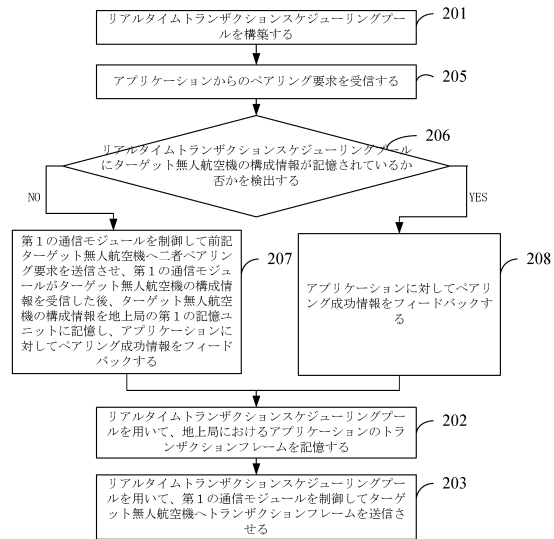 リアルタイムトランザクションスケジューリングプー
ルを構築する
201
アプリケーションからのペアリング要求を受信する
205
リアルタイムトランザクションスケジューリングプール
にターゲット無人航空機の構成情報が記憶されているか
否かを検出する
206
NO
YES
第１の通信モジュールを制御して前記
ターゲット無人航空機へ二者ペアリン
グ要求を送信させ、第１の通信モジュ
ールがターゲット無人航空機の構成情
報を受信した後、ターゲット無人航空
機の構成情報を地上局の第１の記憶ユ
ニットに記憶し、アプリケーションに
対してペアリング成功情報をフィード
バックする
207
アプリケーションに対してペア
リング成功情報をフィードバックす
る
208
リアルタイムトランザクションスケジューリングプー
ルを用いて、地上局におけるアプリケーションのトラ
ンザクションフレームを記憶する
202
リアルタイムトランザクションスケジューリングプー
ルを用いて、第１の通信モジュールを制御してターゲ
ット無人航空機へトランザクションフレームを送信さ
せる
203